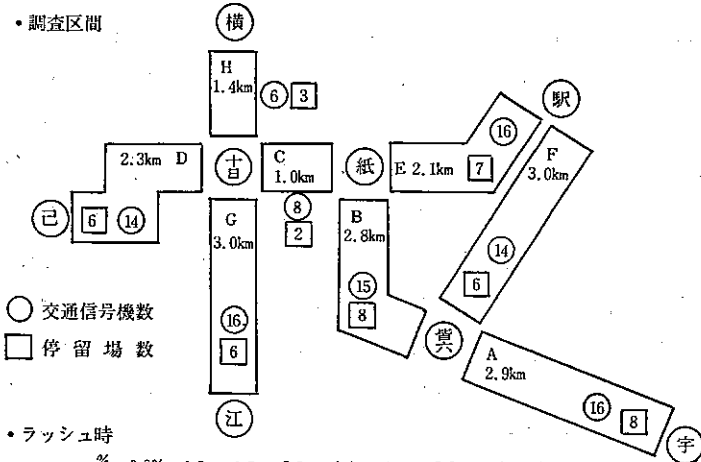 ・調査区間
横
H
1.4km
6 3
駅
16
F
3.0km
2.3km D
C
1.0km
紙
E 2.1km 7
己
6 14
G
3.0km
8
2
B
2.8km
14
6
15
8
○ 交通信号機数
□ 停留場数
16
6
A
2.9km
16 8
江
宇
・ラッシュ時